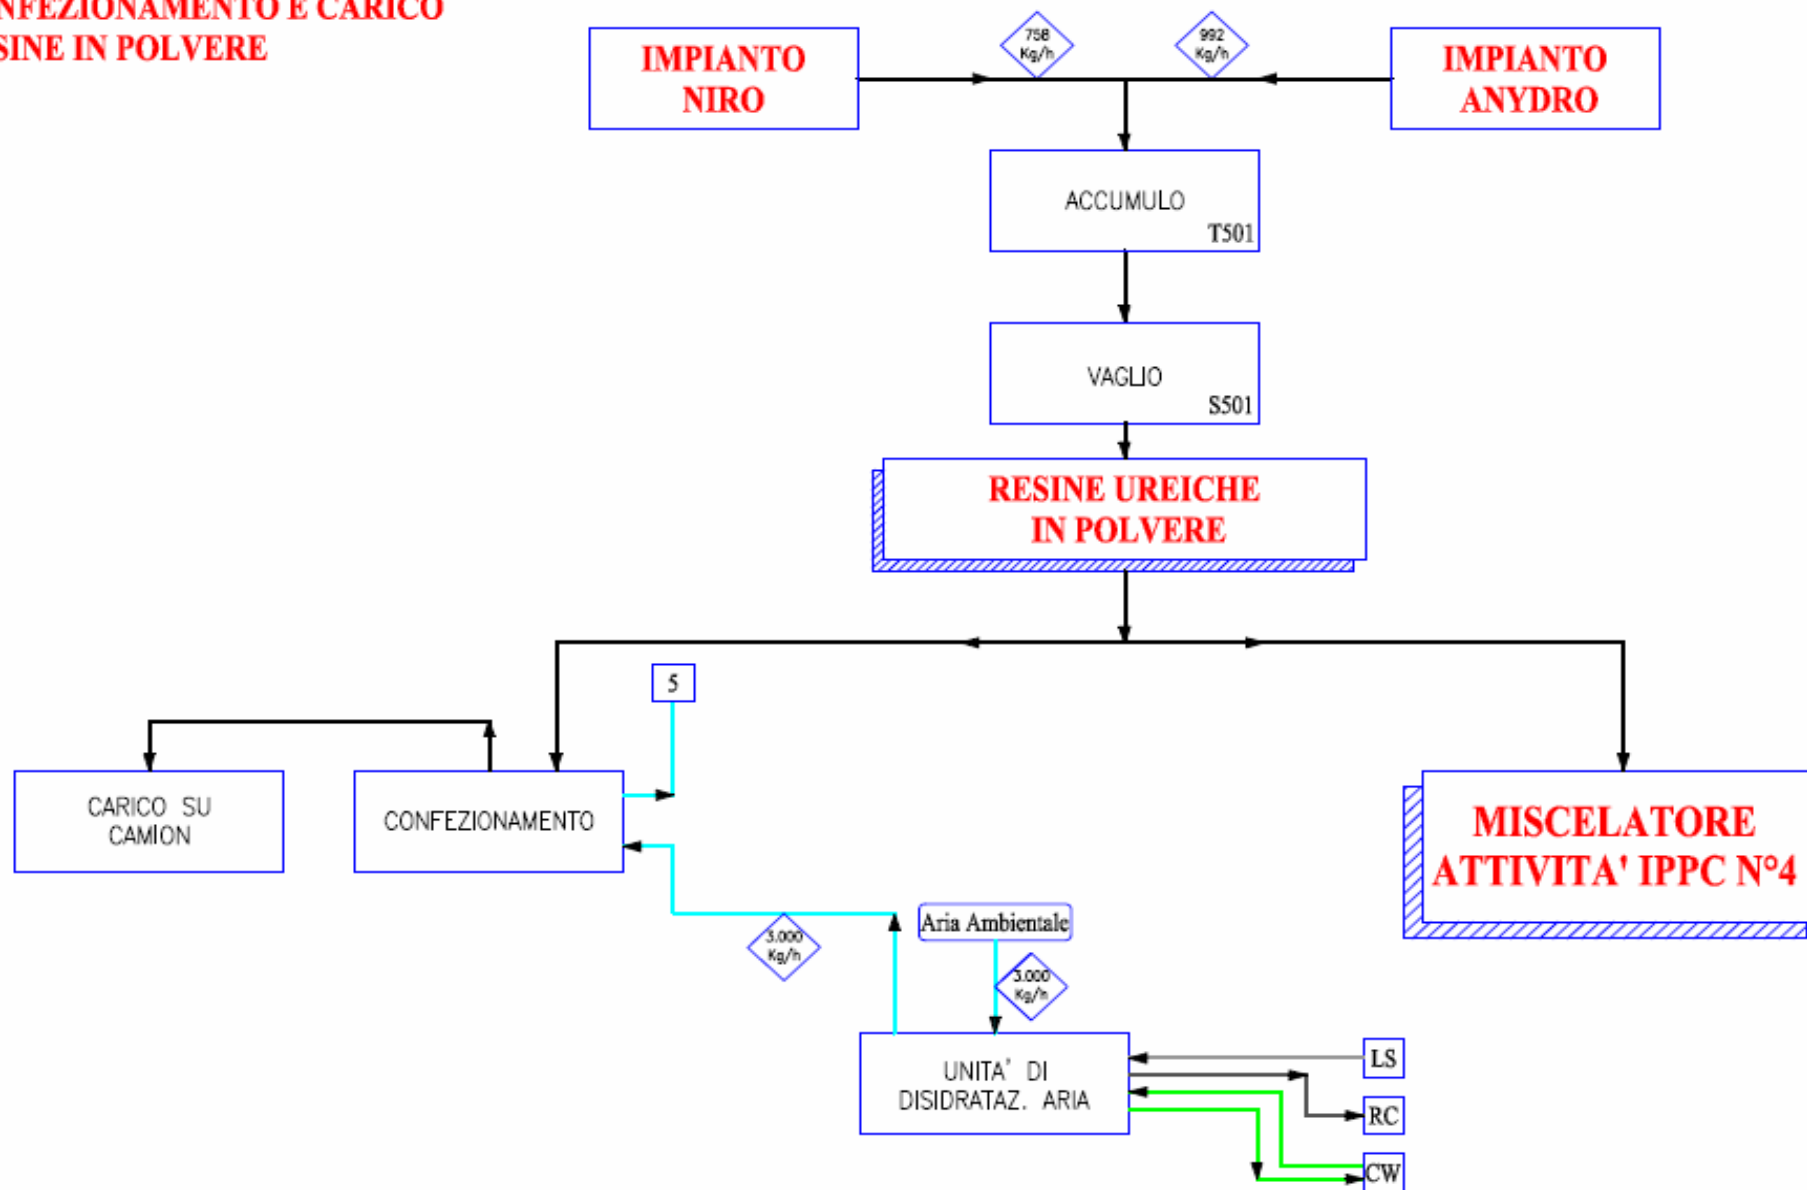 NFEZIONAMENTO E CARICO
SINE IN POLVERE
758
Kg/h
992
Kg/h
IMPIANTO
NIRO
IMPIANTO
ANYDRO
ACCUMULO
T501
VAGLIO
S501
RESINE UREICHE
IN POLVERE
5
CARICO SU
CAMION
CONFEZIONAMENTO
MISCELATORE
ATTIVITA' IPPC N°4
3.000
Kg/h
Aria Ambientale
3.000
Kg/h
UNITA' DI
DISIDRATAZ. ARIA
LS
RC
CW